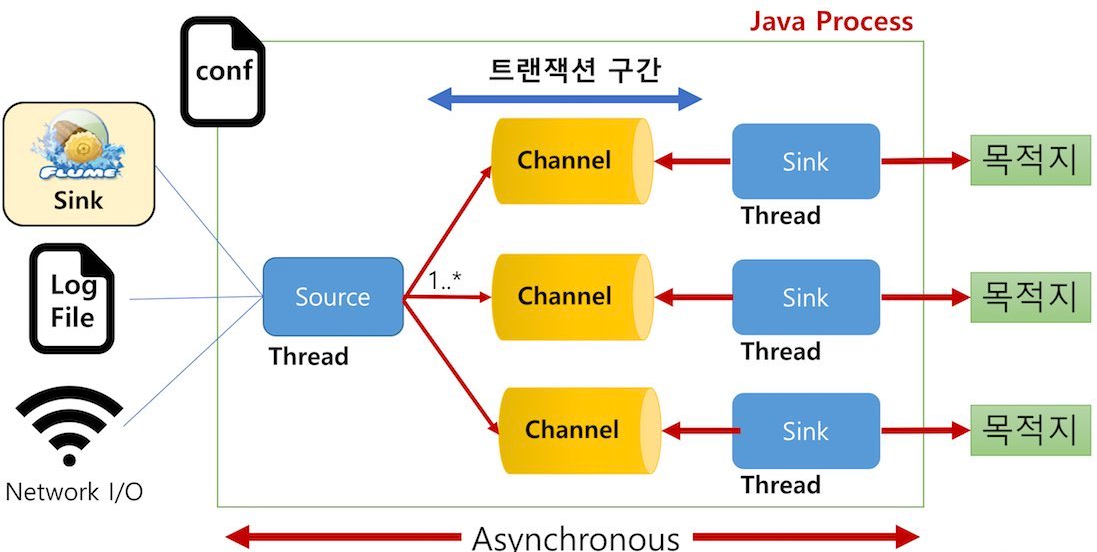 Java Process
conf
트랜잭션 구간
FLUME
Sink
Log
File
Network I/O
Source
Thread
1..*
Channel
Sink
Thread
목적지
Channel
Sink
Thread
목적지
Channel
Sink
Thread
목적지
Asynchronous